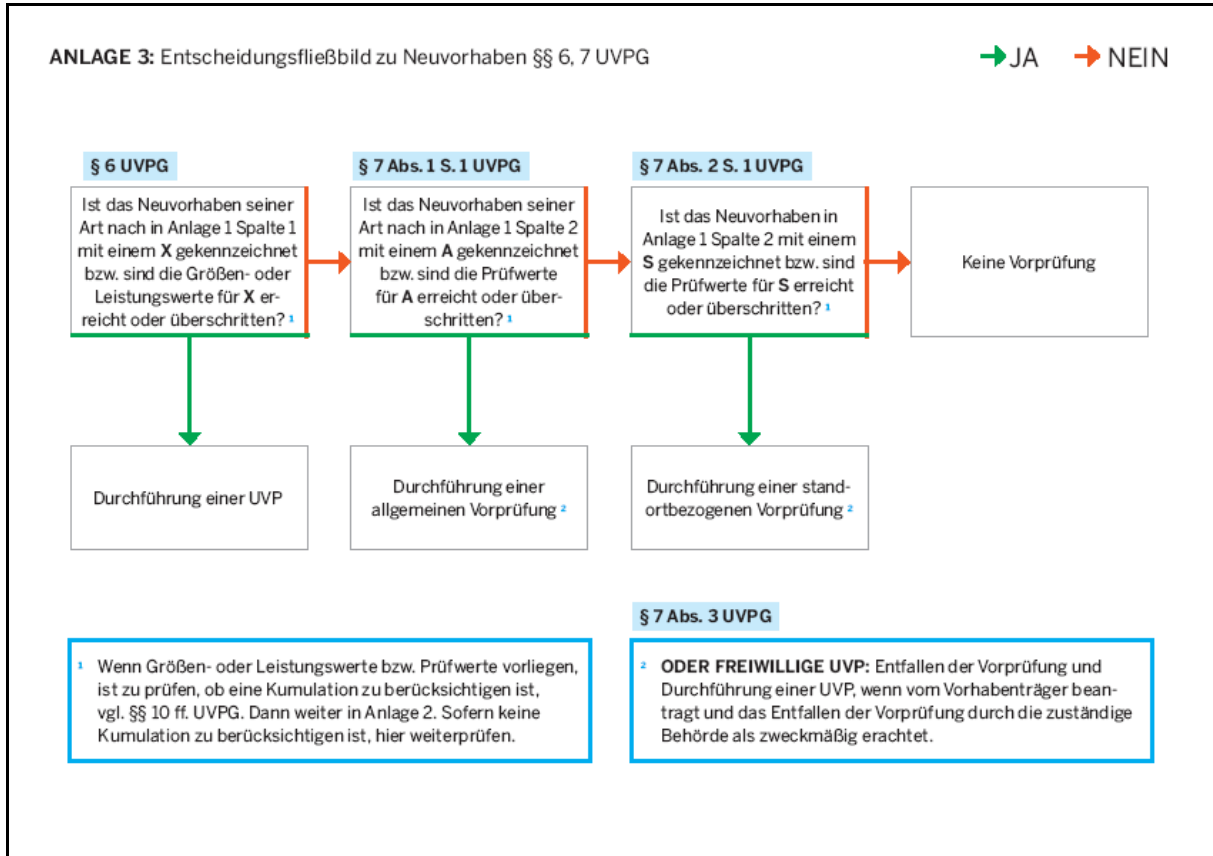 ANLAGE 3: Entscheidungsfließbild zu Neuvorhaben §§ 6, 7 UVPG
JA
NEIN
§ 6 UVPG
Ist das Neuvorhaben seiner
Art nach in Anlage 1 Spalte 1
mit einem X gekennzeichnet
bzw. sind die Größen- oder
Leistungswerte für X er-
reicht oder überschritten? ¹
§ 7 Abs. 1 S. 1 UVPG
Ist das Neuvorhaben seiner
Art nach in Anlage 1 Spalte 2
mit einem A gekennzeichnet
bzw. sind die Prüfwerte
für A erreicht oder über-
schritten? ¹
§ 7 Abs. 2 S. 1 UVPG
Ist das Neuvorhaben in
Anlage 1 Spalte 2 mit einem
S gekennzeichnet bzw. sind
die Prüfwerte für S erreicht
oder überschritten? ¹
Keine Vorprüfung
Durchführung einer UVP
Durchführung einer
allgemeinen Vorprüfung ²
Durchführung einer stand-
ortbezogenen Vorprüfung ²
¹ Wenn Größen- oder Leistungswerte bzw. Prüfwerte vorliegen,
ist zu prüfen, ob eine Kumulation zu berücksichtigen ist,
vgl. §§ 10 ff. UVPG. Dann weiter in Anlage 2. Sofern keine
Kumulation zu berücksichtigen ist, hier weiterprüfen.
§ 7 Abs. 3 UVPG
² ODER FREIWILLIGE UVP: Entfallen der Vorprüfung und
Durchführung einer UVP, wenn vom Vorhabenträger bean-
tragt und das Entfallen der Vorprüfung durch die zuständige
Behörde als zweckmäßig erachtet.